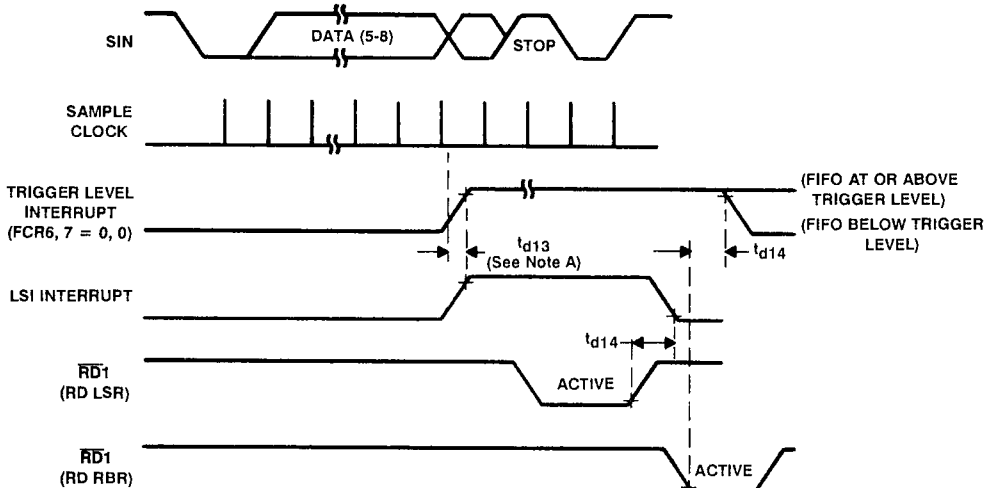 SIN
DATA (5-8)
STOP
SAMPLE
CLOCK
TRIGGER LEVEL
INTERRUPT
(FCR6, 7 = 0, 0)
(FIFO AT OR ABOVE
TRIGGER LEVEL)
(FIFO BELOW TRIGGER
LEVEL)
td13
(See Note A)
td14
LSI INTERRUPT
td14
RD1
(RD LSR)
ACTIVE
RD1
(RD RBR)
ACTIVE